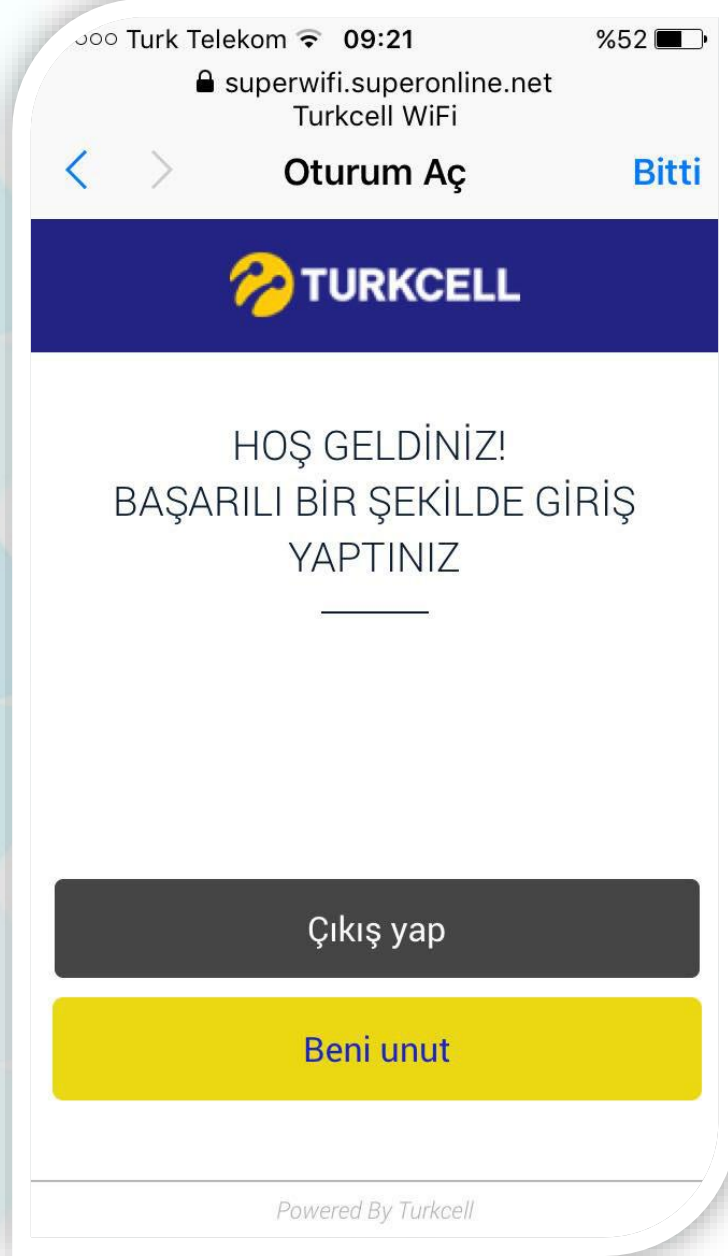 Turk Telekom 09:21 %52
superwifi.superonline.net
Turkcell WiFi
Oturum Aç Bitti
TURKCELL
HOŞ GELDİNİZ!
BAŞARILI BİR ŞEKİLDE GİRİŞ
YAPTINIZ
Çıkış yap
Beni unut
Powered By Turkcell